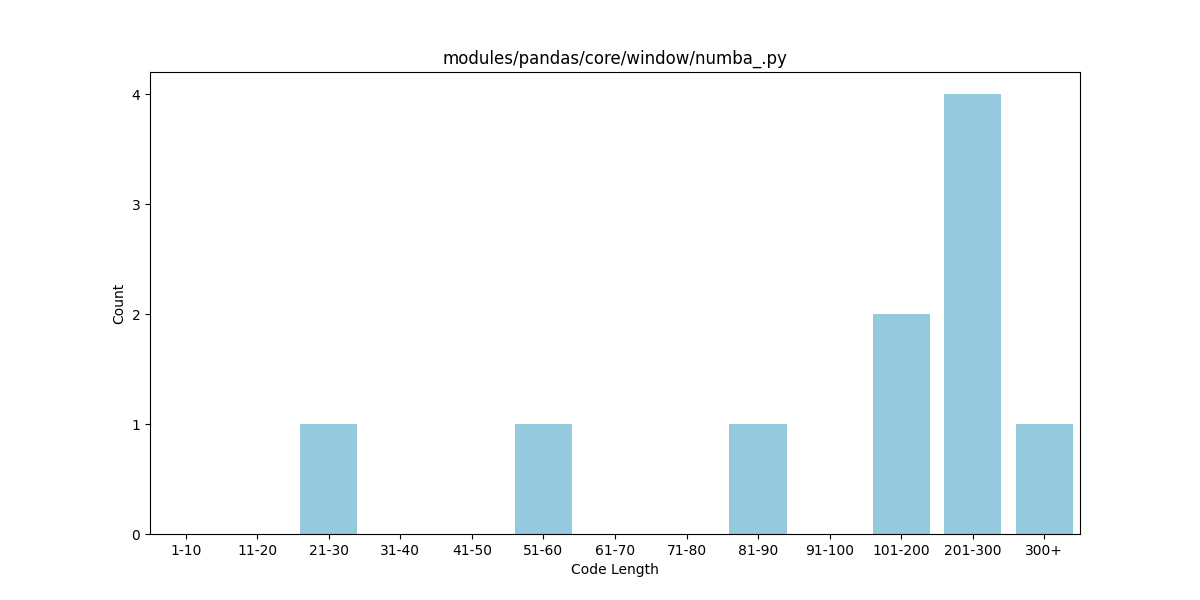 modules/pandas/core/window/numba_.py
4
3
2
1
0
Count
1-10 11-20 21-30 31-40 41-50 51-60 61-70 71-80 81-90 91-100 101-200 201-300 300+
Code Length